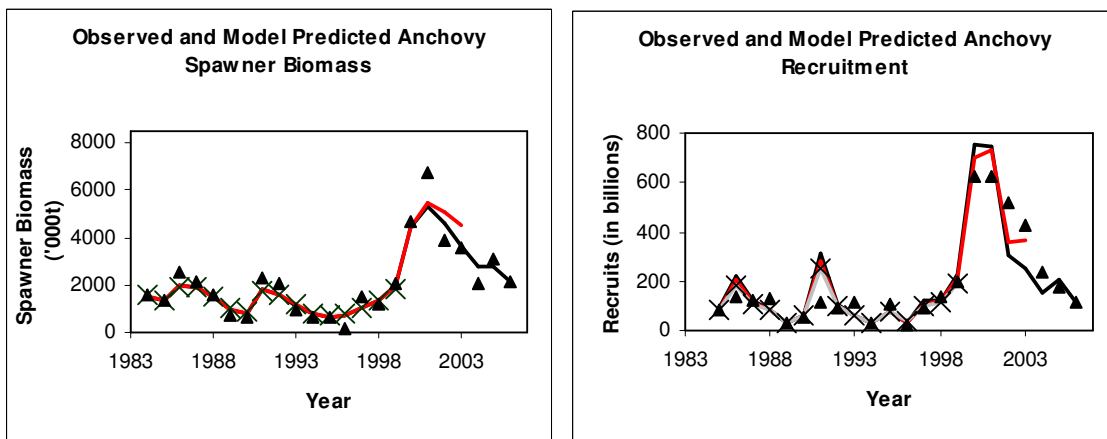 Observed and Model Predicted Anchovy
Spawner Biomass
Spawner Biomass
('000t)
8000
6000
4000
2000
0
1983
1988
1993
1998
2003
Year
Observed and Model Predicted Anchovy
Recruitment
Recruits (in billions)
800
600
400
200
0
1983
1988
1993
1998
2003
Year